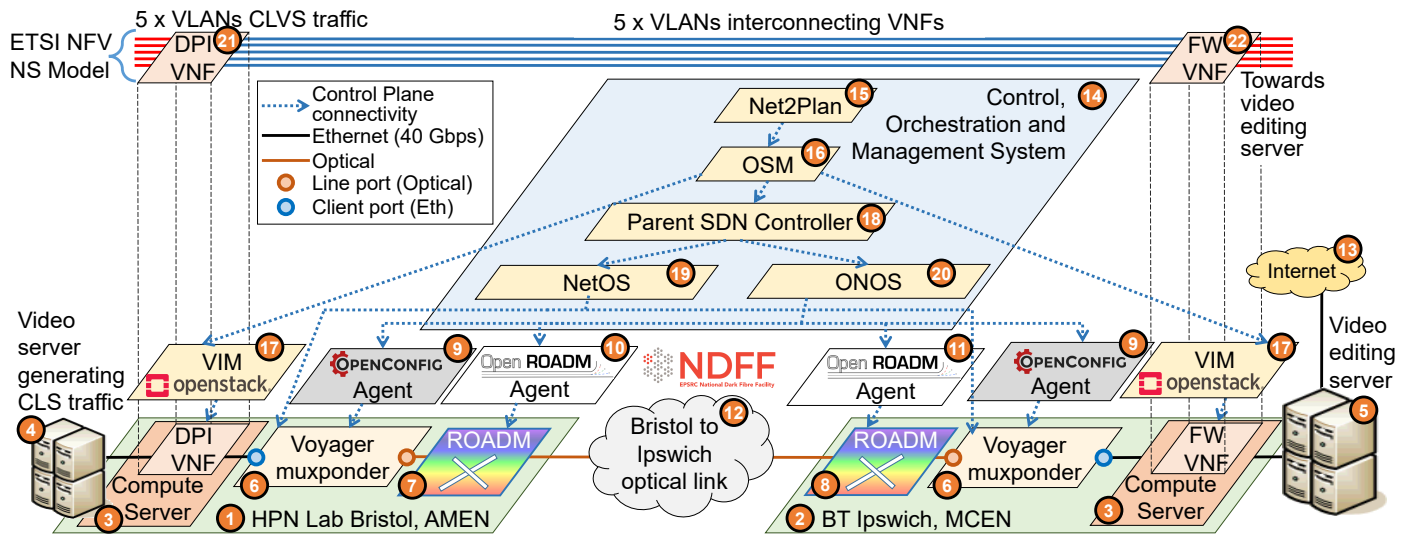 5 x VLANs CLVS traffic
5 x VLANs interconnecting VNFs
ETSI NFV
NS Model
DPI
VNF
21
FW
VNF
22
Towards
video
editing
server
Control Plane
connectivity
Ethernet (40 Gbps)
Optical
Line port (Optical)
Client port (Eth)
Control,
Orchestration and
Management System
14
Net2Plan
15
OSM
16
Parent SDN Controller
18
NetOS
19
ONOS
20
Internet
13
Video
server
generating
CLS traffic
4
VIM
openstack.
17
OPENCONFIG
Agent
9
Open ROADM
Agent
10
NDFF
EPSRC National Dark Fibre Facility
Open ROADM
Agent
11
OPENCONFIG
Agent
9
VIM
openstack.
17
Video
editing
server
5
DPI
VNF
Compute
Server
3
Voyager
muxponder
6
ROADM
7
Bristol to
Ipswich
optical link
12
ROADM
8
Voyager
muxponder
6
FW
VNF
Compute
Server
3
1
HPN Lab Bristol, AMEN
2
BT Ipswich, MCEN